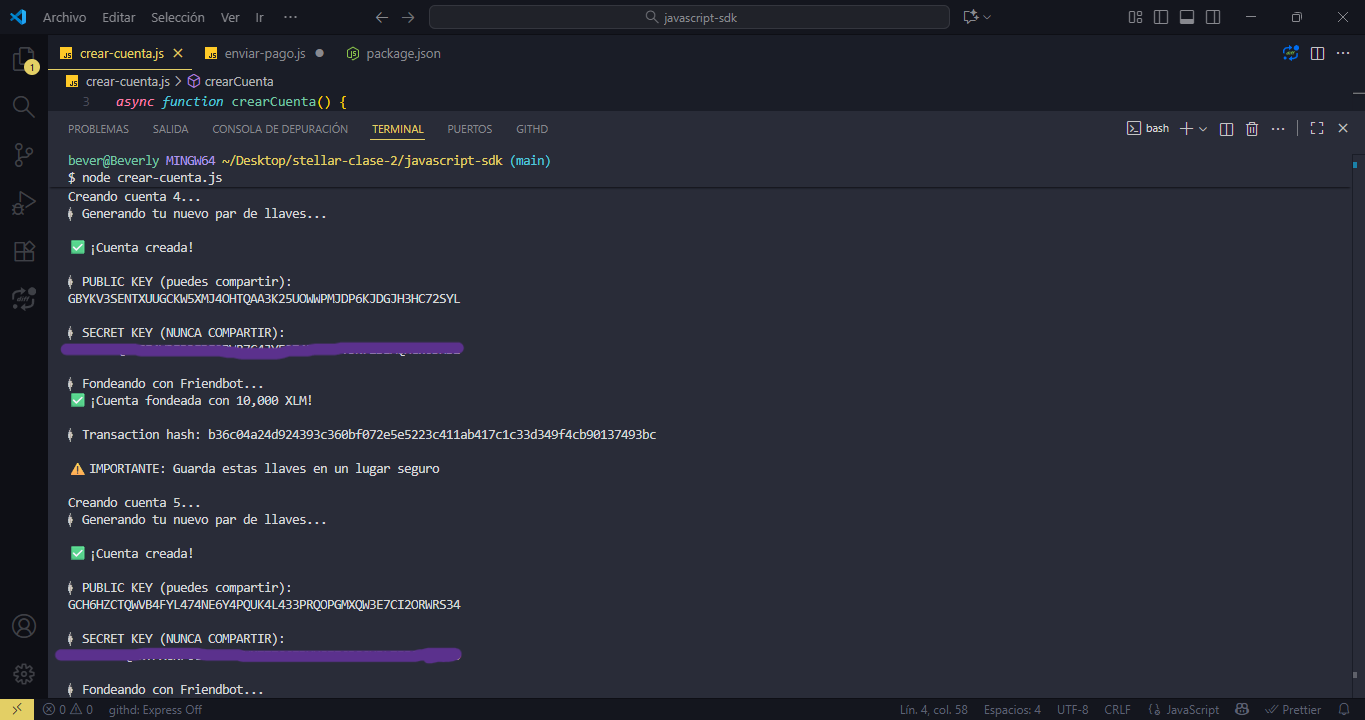 Archivo Editar Selección Ver Ir ··· javascript-sdk
crear-cuenta.js enviar-pago.js package.json
crear-cuenta.js > crearCuenta
3 async function crearCuenta() {
PROBLEMAS SALIDA CONSOLA DE DEPURACIÓN TERMINAL PUERTOS GITHD bash
bever@Beverly MINGW64 ~/Desktop/stellar-clase-2/javascript-sdk (main)
$ node crear-cuenta.js
Creando cuenta 4...
Generando tu nuevo par de llaves...
✅ ¡Cuenta creada!
PUBLIC KEY (puedes compartir):
GBYKV3SENTXUUGCKW5XMJ4OHTQAA3K25UOWWPMJDP6KJDGJH3HC72SYL
SECRET KEY (NUNCA COMPARTIR):
Fondeando con Friendbot...
✅ ¡Cuenta fondeada con 10,000 XLM!
Transaction hash: b36c04a24d924393c360bf072e5e5223c411ab417c1c33d349f4cb90137493bc
⚠️ IMPORTANTE: Guarda estas llaves en un lugar seguro
Creando cuenta 5...
Generando tu nuevo par de llaves...
✅ ¡Cuenta creada!
PUBLIC KEY (puedes compartir):
GCH6HZCTQWVB4FYL474NE6Y4PQUK4L433PRQOPGMXQW3E7CI2ORWRS34
SECRET KEY (NUNCA COMPARTIR):
Fondeando con Friendbot...
0 0 githd: Express Off Lín. 4, col. 58 Espacios: 4 UTF-8 CRLF JavaScript Prettier